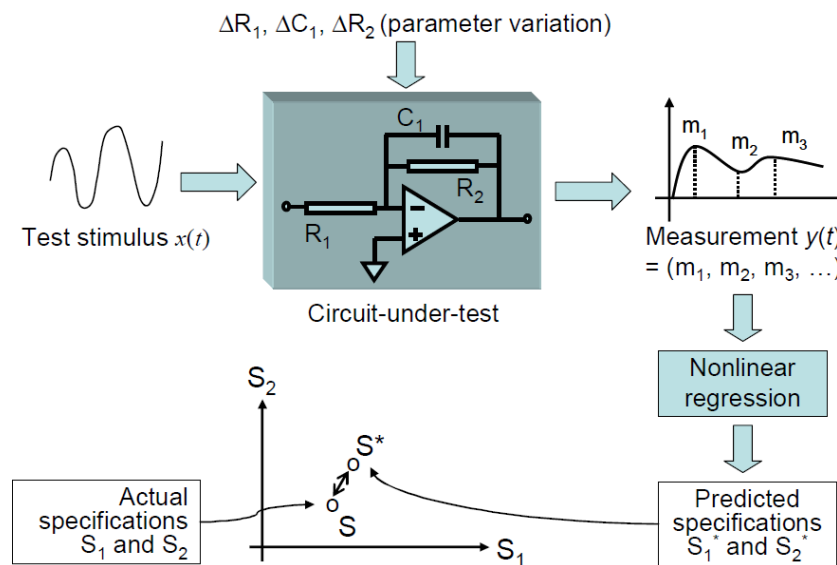 ΔR₁, ΔC₁, ΔR₂ (parameter variation)
C₁
R₂
R₁
−
+
Circuit-under-test
Test stimulus x(t)
m₁
m₂
m₃
Measurement y(t)
= (m₁, m₂, m₃, …)
Nonlinear
regression
Predicted
specifications
S₁* and S₂*
S₂
S*
S
S₁
Actual
specifications
S₁ and S₂